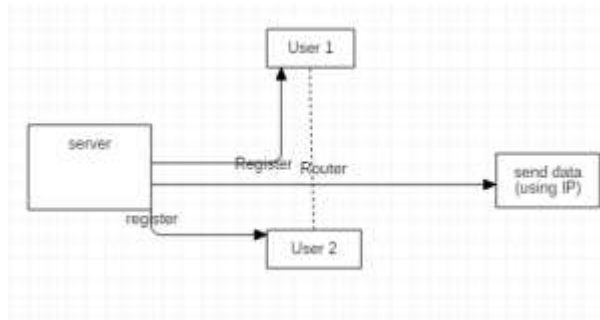 User 1
server
Register
Router
send data
(using IP)
register
User 2